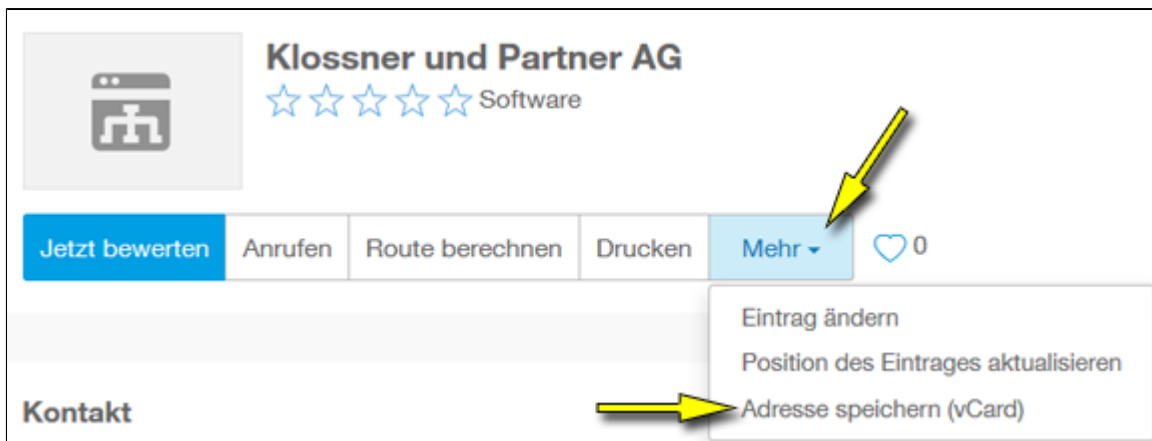 Klossner und Partner AG
Software
Jetzt bewerten Anrufen Route berechnen Drucken Mehr 0
Eintrag ändern
Position des Eintrages aktualisieren
Kontakt Adresse speichern (vCard)